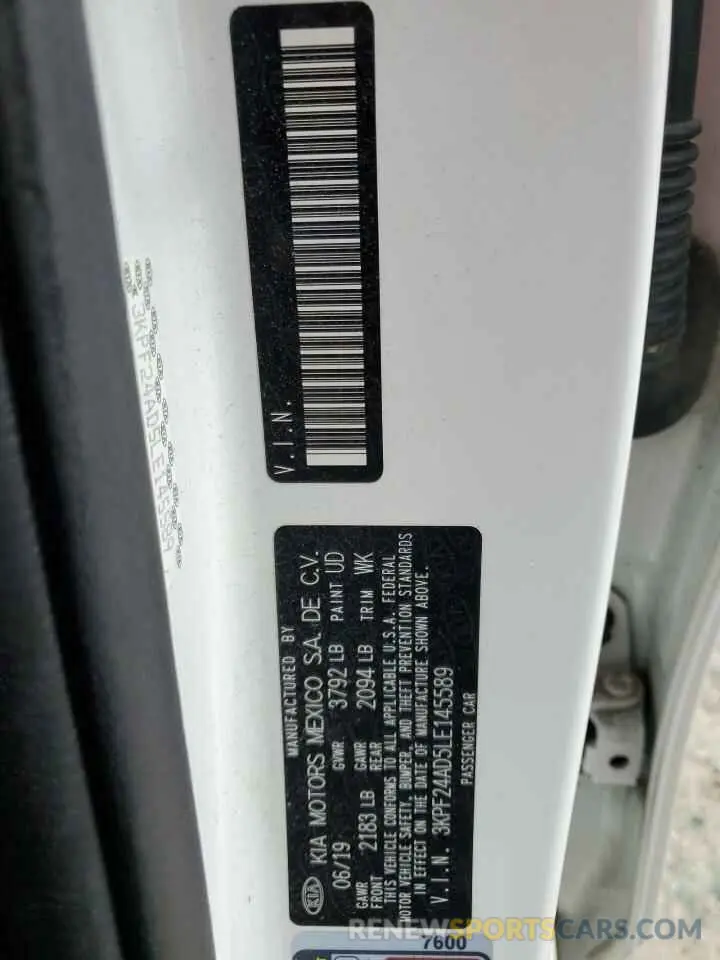 V.I.N.
*3KPF24AD5LE145589
MANUFACTURED BY
KIA KIA MOTORS MEXICO S.A. DE C.V.
06/19 GVWR 3792 LB PAINT UD
GAWR FRONT 2183 LB GAWR REAR 2094 LB TRIM WK
THIS VEHICLE CONFORMS TO ALL APPLICABLE U.S.A. FEDERAL
MOTOR VEHICLE SAFETY, BUMPER, AND THEFT PREVENTION STANDARDS
IN EFFECT ON THE DATE OF MANUFACTURE SHOWN ABOVE.
V.I.N. 3KPF24AD5LE145589
PASSENGER CAR
7600
RENEWSPORTSCARS.COM